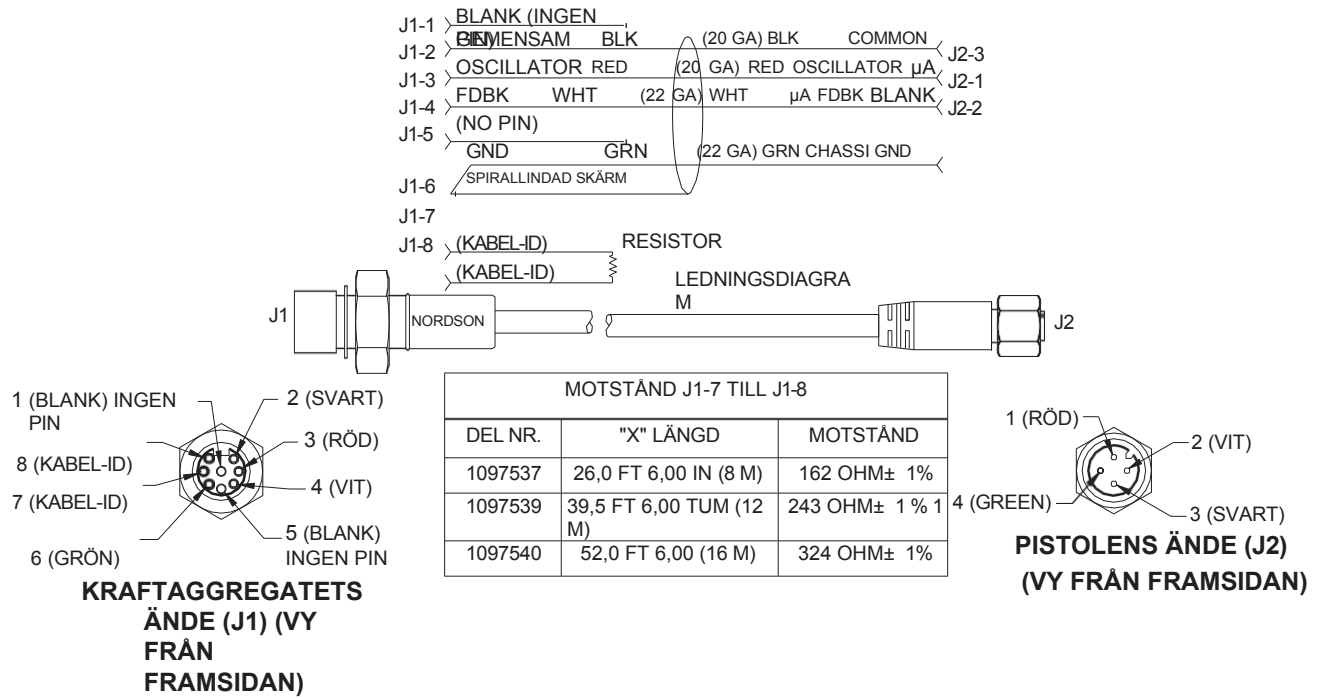 J1-1 BLANK (INGEN PIN)
J1-2 GEMENSAM BLK (20 GA) BLK COMMON J2-3
J1-3 OSCILLATOR RED (20 GA) RED OSCILLATOR µA J2-1
J1-4 FDBK WHT (22 GA) WHT µA FDBK BLANK J2-2
J1-5 (NO PIN)
GND GRN (22 GA) GRN CHASSI GND
J1-6 SPIRALLINDAD SKÄRM
J1-7
J1-8 (KABEL-ID) RESISTOR
(KABEL-ID)
LEDNINGSDIAGRA
M
J1
NORDSON
J2
1 (BLANK) INGEN
PIN
2 (SVART)
3 (RÖD)
8 (KABEL-ID)
4 (VIT)
7 (KABEL-ID)
5 (BLANK)
INGEN PIN
6 (GRÖN)
KRAFTAGGREGATETS
ÄNDE (J1) (VY
FRÅN
FRAMSIDAN)
MOTSTÅND J1-7 TILL J1-8
DEL NR. "X" LÄNGD MOTSTÅND
1097537 26,0 FT 6,00 IN (8 M) 162 OHM± 1%
1097539 39,5 FT 6,00 TUM (12
M) 243 OHM± 1 % 1
1097540 52,0 FT 6,00 (16 M) 324 OHM± 1%
1 (RÖD)
2 (VIT)
4 (GREEN)
3 (SVART)
PISTOLENS ÄNDE (J2)
(VY FRÅN FRAMSIDAN)